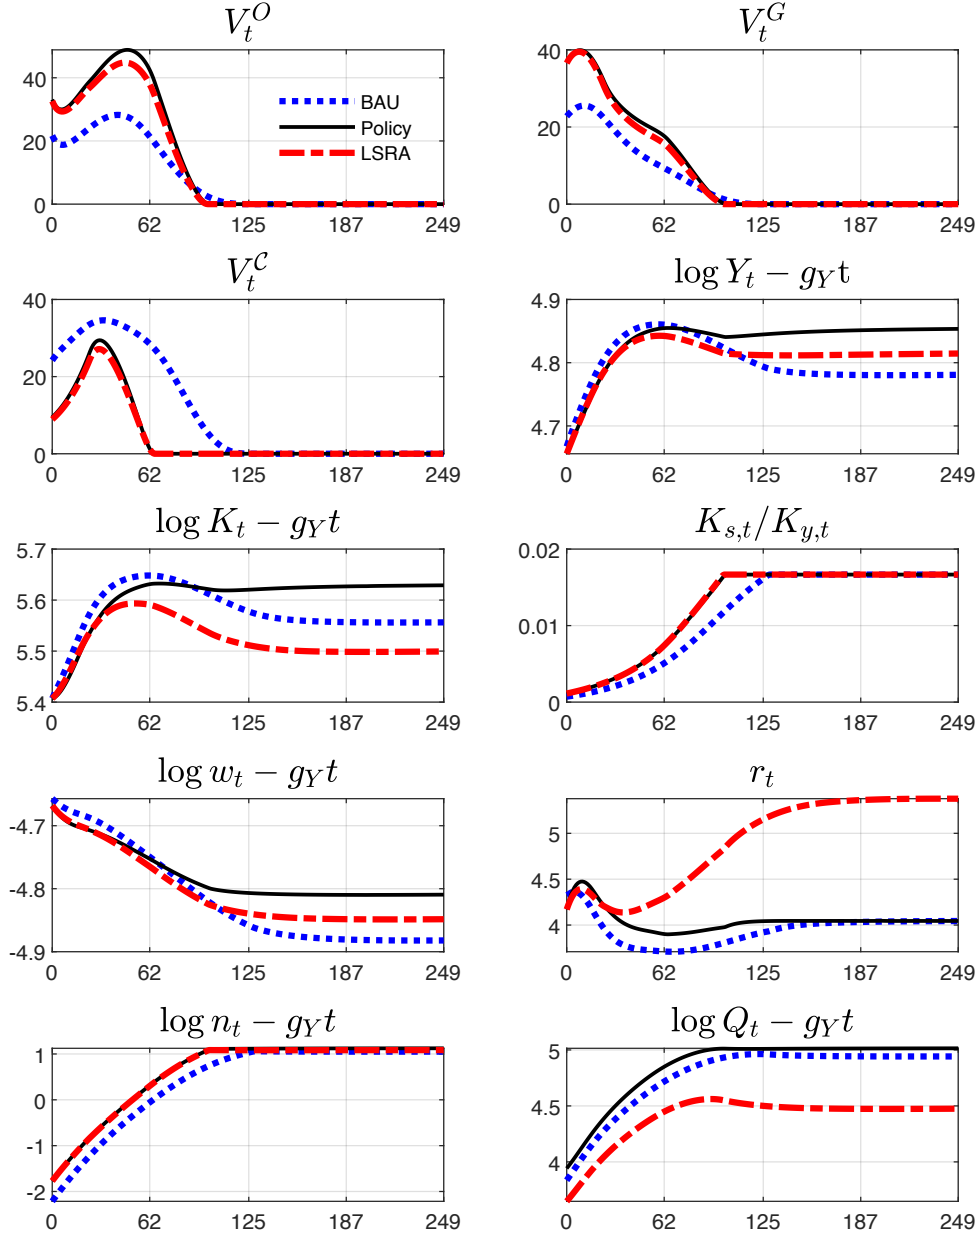 V_t^O
40
20
0
0 62 125 187 249
BAU
Policy
LSRA
V_t^G
40
20
0
0 62 125 187 249
V_t^𝒞
40
20
0
0 62 125 187 249
log Y_t − g_Y t
4.9
4.8
4.7
0 62 125 187 249
log K_t − g_Y t
5.7
5.6
5.5
5.4
0 62 125 187 249
K_{s,t}/K_{y,t}
0.02
0.01
0
0 62 125 187 249
log w_t − g_Y t
-4.7
-4.8
-4.9
0 62 125 187 249
r_t
5
4.5
4
0 62 125 187 249
log n_t − g_Y t
1
0
-1
-2
0 62 125 187 249
log Q_t − g_Y t
5
4.5
4
0 62 125 187 249